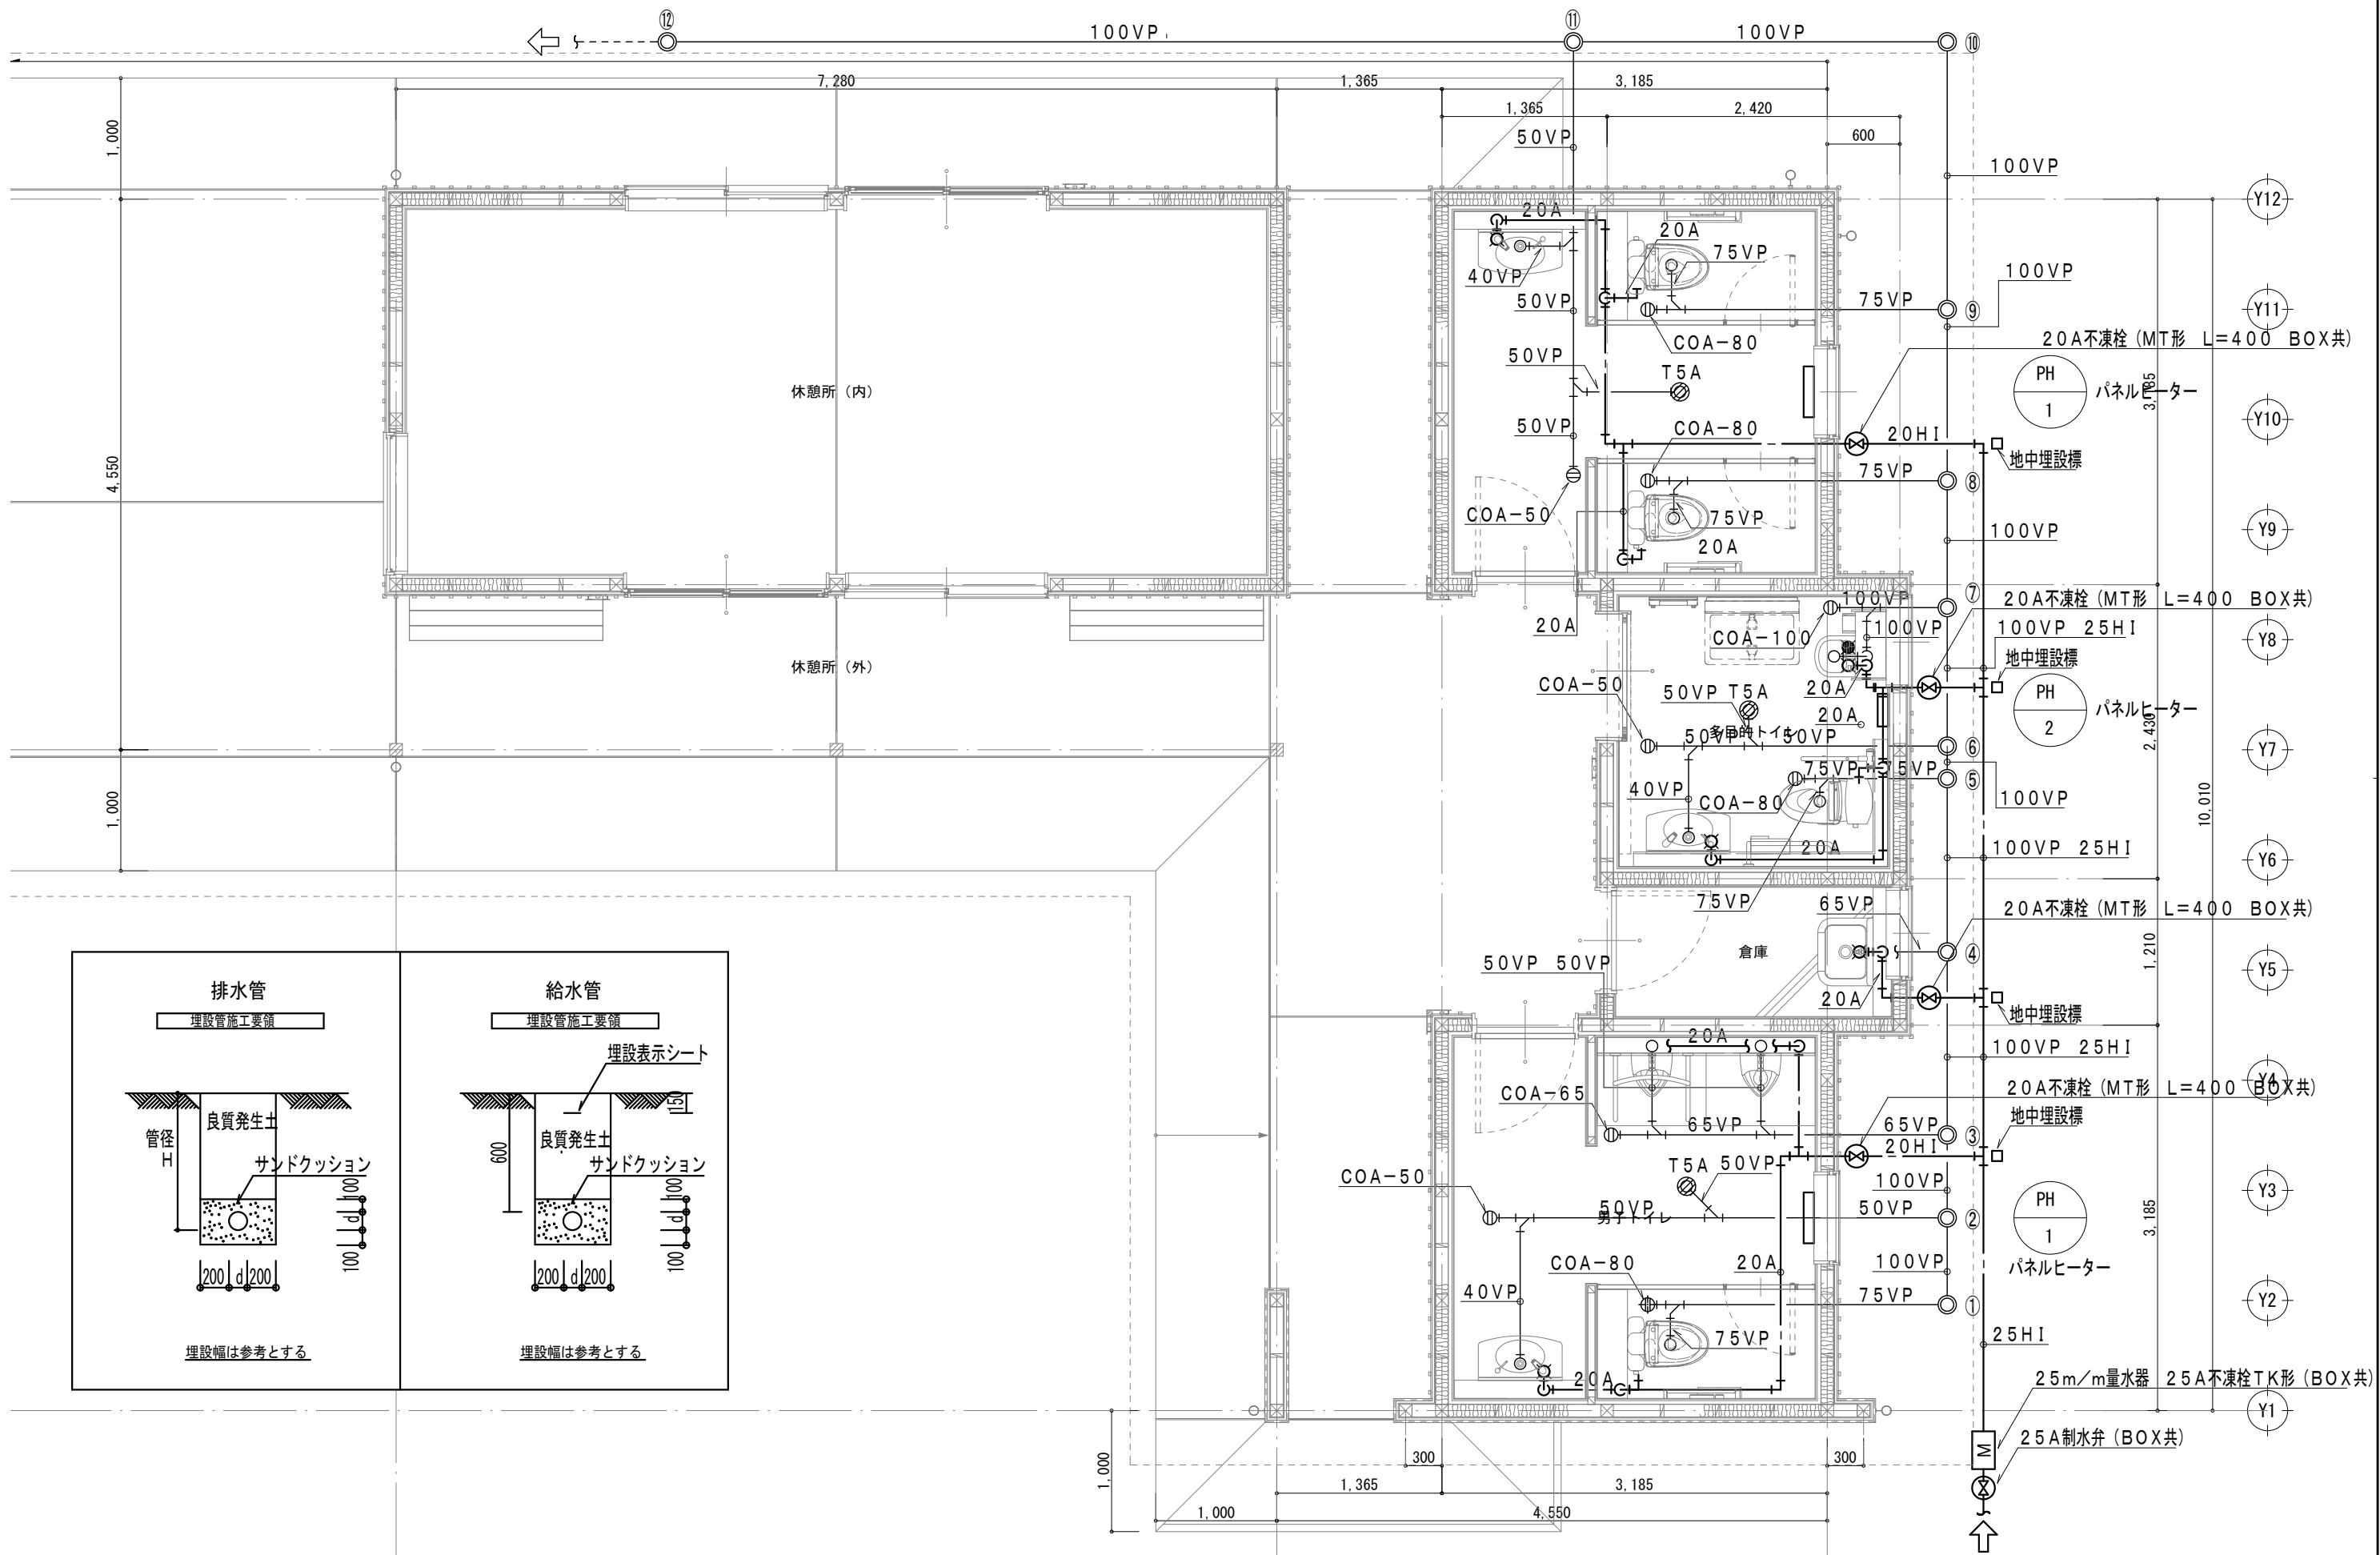 ⑫
⑪
⑩
100VP
100VP
7,280
1,365
3,185
1,365
2,420
600
1,000
50VP
100VP
Y12
20A
20A
75VP
40VP
100VP
50VP
75VP
⑨
Y11
COA-80
20A不凍栓（MT形 L=400 BOX共）
50VP
T5A
PH
1
パネルヒーター
3,185
休憩所（内）
Y10
50VP
COA-80
20HI
地中埋設標
4,550
75VP
⑧
COA-50
75VP
100VP
Y9
20A
⑦
20A不凍栓（MT形 L=400 BOX共）
100VP
20A
COA-100
100VP
100VP 25HI
Y8
休憩所（外）
地中埋設標
COA-50
50VP
T5A
20A
PH
2
パネルヒーター
20A
2,430
多目的トイレ
50VP
50VP
⑥
Y7
75VP
75VP
⑤
40VP
COA-80
100VP
1,000
10,010
20A
100VP 25HI
Y6
75VP
65VP
20A不凍栓（MT形 L=400 BOX共）
倉庫
④
1,210
50VP 50VP
Y5
20A
地中埋設標
排水管
給水管
埋設管施工要領
埋設管施工要領
20A
100VP 25HI
埋設表示シート
Y4
20A不凍栓（MT形 L=400 BOX共）
150
COA-65
地中埋設標
良質発生土
良質発生土
管径
H
600
65VP
65VP
③
20HI
サンドクッション
サンドクッション
T5A
50VP
COA-50
100VP
Y3
100
d
100
100
d
100
50VP
男子トイレ
50VP
②
PH
1
パネルヒーター
3,185
200
d
200
200
d
200
COA-80
20A
100VP
40VP
75VP
①
Y2
75VP
25HI
埋設幅は参考とする
埋設幅は参考とする
20A
25m/m量水器 25A不凍栓TK形（BOX共）
Y1
25A制水弁（BOX共）
M
1,000
300
300
1,365
3,185
1,000
4,550